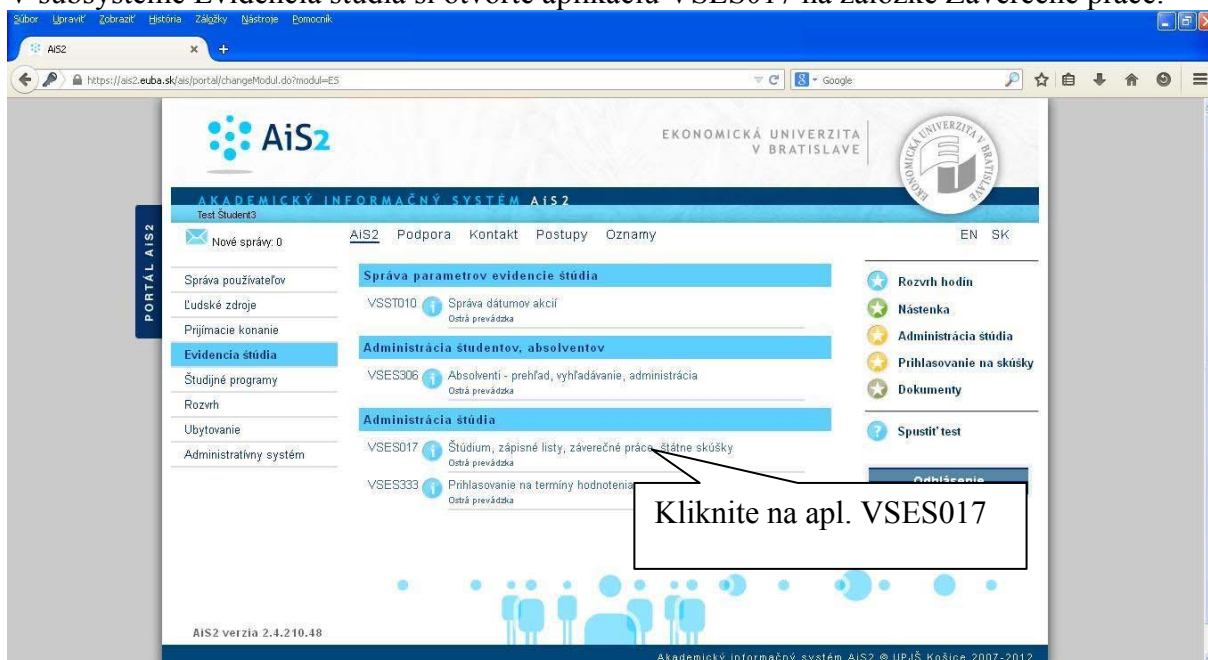 V subsystéme Evidencia štúdia si otvorte aplikáciu VSES017 na záložke Záverečné práce.
Súbor Upraviť Zobraziť História Záložky Nástroje Pomocník
AiS2
https://ais2.euba.sk/ais/portal/changeModul.do?modul=ES
Google
AiS2
EKONOMICKÁ UNIVERZITA
V BRATISLAVE
EKONOMICKÁ UNIVERZITA V BRATISLAVE
AKADEMICKÝ INFORMAČNÝ SYSTÉM AiS2
Test Študent3
PORTÁL AiS2
Nové správy: 0
AiS2 Podpora Kontakt Postupy Oznamy EN SK
Správa používateľov
Ľudské zdroje
Prijímacie konanie
Evidencia štúdia
Študijné programy
Rozvrh
Ubytovanie
Administratívny systém
Správa parametrov evidencie štúdia
VSST010 Správa dátumov akcií
Ostrá prevádzka
Administrácia študentov, absolventov
VSES306 Absolventi - prehľad, vyhľadávanie, administrácia
Ostrá prevádzka
Administrácia štúdia
VSES017 Štúdium, zápisné listy, záverečné práce, štátne skúšky
Ostrá prevádzka
VSES333 Prihlasovanie na termíny hodnotenia
Ostrá prevádzka
Rozvrh hodín
Nástenka
Administrácia štúdia
Prihlasovanie na skúšky
Dokumenty
Spustiť test
Odhlásenie
Kliknite na apl. VSES017
AiS2 verzia 2.4.210.48
Akademický informačný systém AiS2 @ UPJŠ Košice 2007-2012